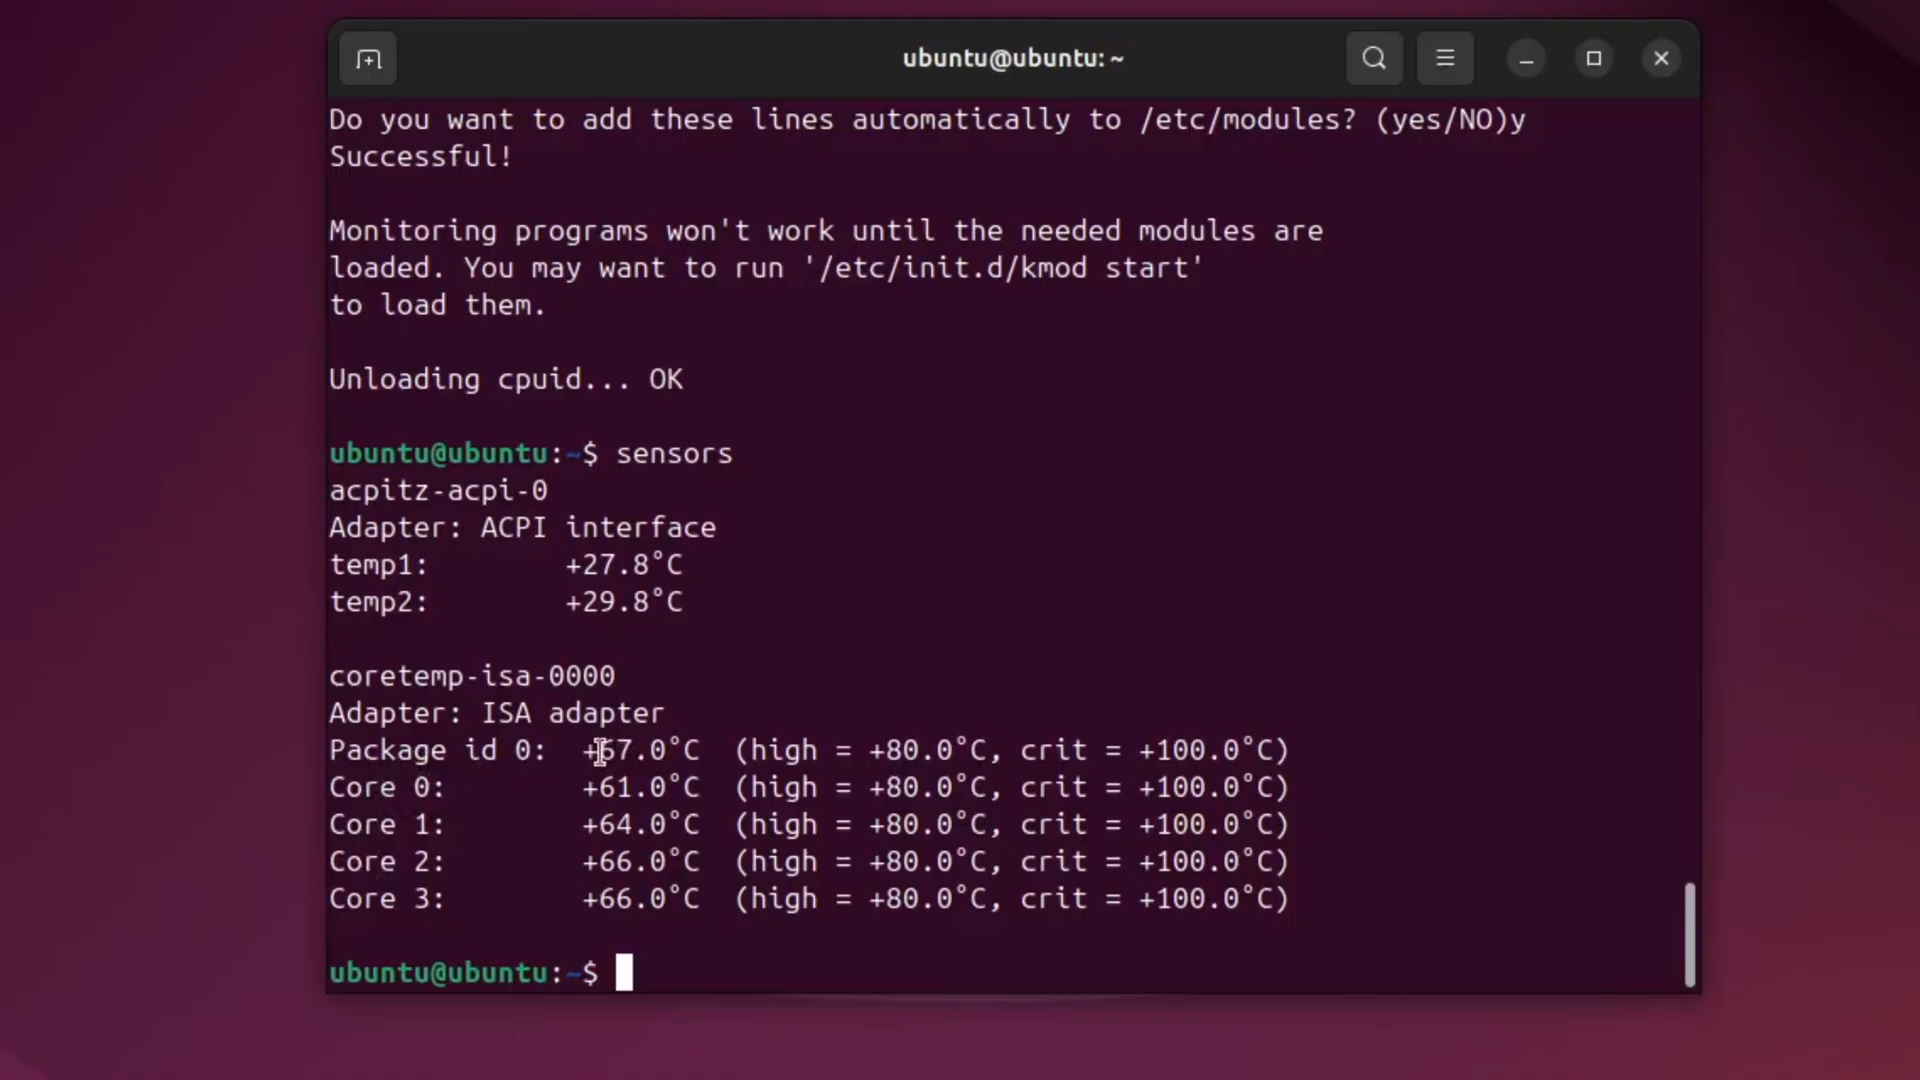 ubuntu@ubuntu: ~
Do you want to add these lines automatically to /etc/modules? (yes/NO)y
Successful!
Monitoring programs won't work until the needed modules are
loaded. You may want to run '/etc/init.d/kmod start'
to load them.
Unloading cpuid... OK
ubuntu@ubuntu:~$ sensors
acpitz-acpi-0
Adapter: ACPI interface
temp1:        +27.8°C
temp2:        +29.8°C
coretemp-isa-0000
Adapter: ISA adapter
Package id 0:  +67.0°C  (high = +80.0°C, crit = +100.0°C)
Core 0:        +61.0°C  (high = +80.0°C, crit = +100.0°C)
Core 1:        +64.0°C  (high = +80.0°C, crit = +100.0°C)
Core 2:        +66.0°C  (high = +80.0°C, crit = +100.0°C)
Core 3:        +66.0°C  (high = +80.0°C, crit = +100.0°C)
ubuntu@ubuntu:~$